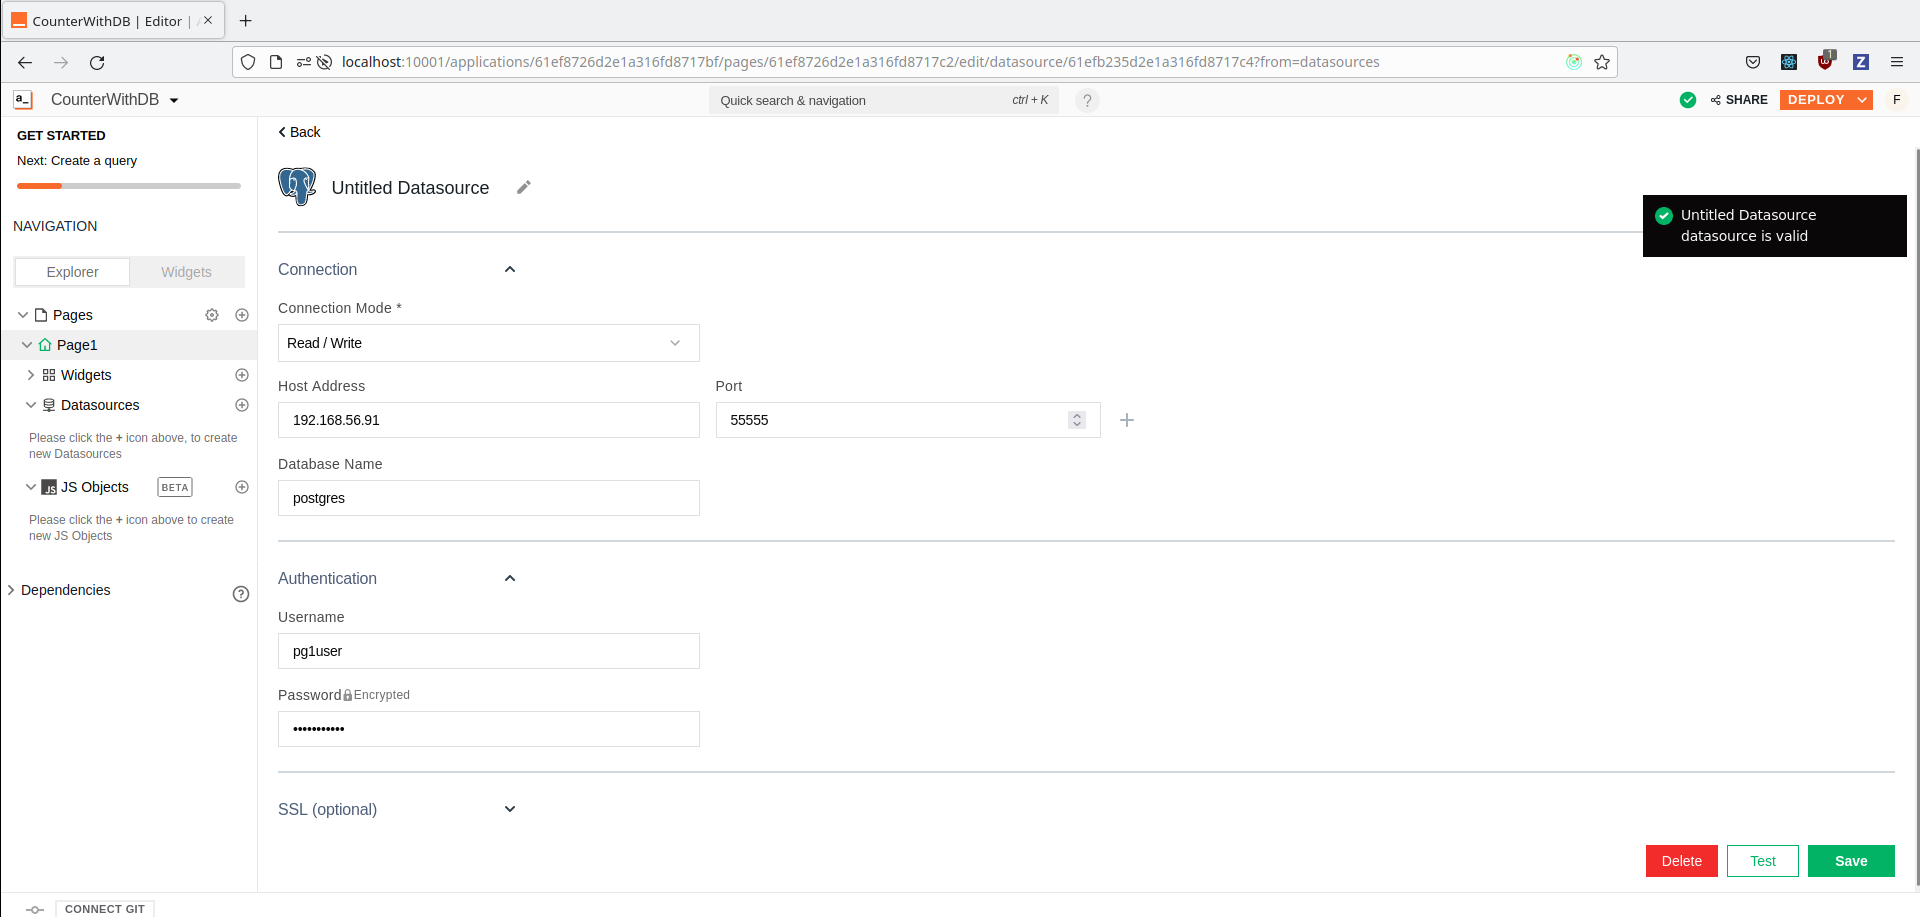 CounterWithDB | Editor |
localhost:10001/applications/61ef8726d2e1a316fd8717bf/pages/61ef8726d2e1a316fd8717c2/edit/datasource/61efb235d2e1a316fd8717c4?from=datasources
1
Z
a_
CounterWithDB
Quick search & navigation
ctrl + K
?
SHARE
DEPLOY
F
GET STARTED
Next: Create a query
NAVIGATION
Explorer
Widgets
Pages
Page1
Widgets
Datasources
Please click the + icon above, to create
new Datasources
JS
JS Objects
BETA
Please click the + icon above to create
new JS Objects
Dependencies
?
Back
Untitled Datasource
Untitled Datasource
datasource is valid
Connection
Connection Mode *
Read / Write
Host Address
Port
192.168.56.91
55555
Database Name
postgres
Authentication
Username
pg1user
Password
Encrypted
•••••••••••
SSL (optional)
Delete
Test
Save
CONNECT GIT